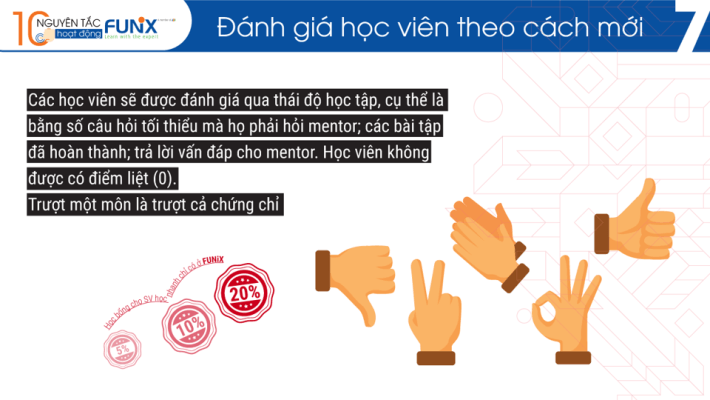 10 NGUYÊN TẮC
hoạt động
FUNiX
Learn with the expert
Đánh giá học viên theo cách mới
7
Các học viên sẽ được đánh giá qua thái độ học tập, cụ thể là
bằng số câu hỏi tối thiểu mà họ phải hỏi mentor; các bài tập
đã hoàn thành; trả lời vấn đáp cho mentor. Học viên không
được có điểm liệt (0).
Trượt một môn là trượt cả chứng chỉ
Học bổng cho SV học nhanh chỉ có ở FUNiX
5%
10%
20%